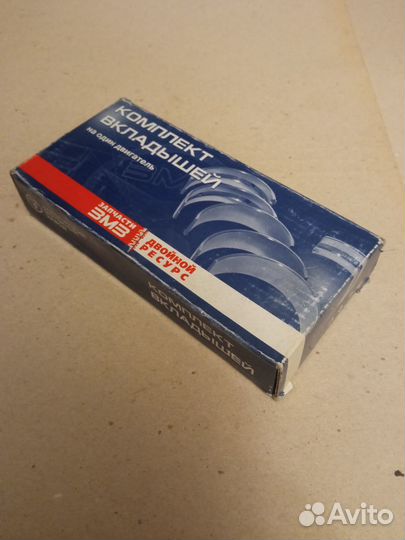 КОМПЛЕКТ
ВКЛАДЫШЕЙ
на один двигатель
ЗАПЧАСТИ
ЗМЗ
ДВОЙНОЙ
РЕСУРС
КОМПЛЕКТ
ВКЛАДЫШЕЙ
Avito